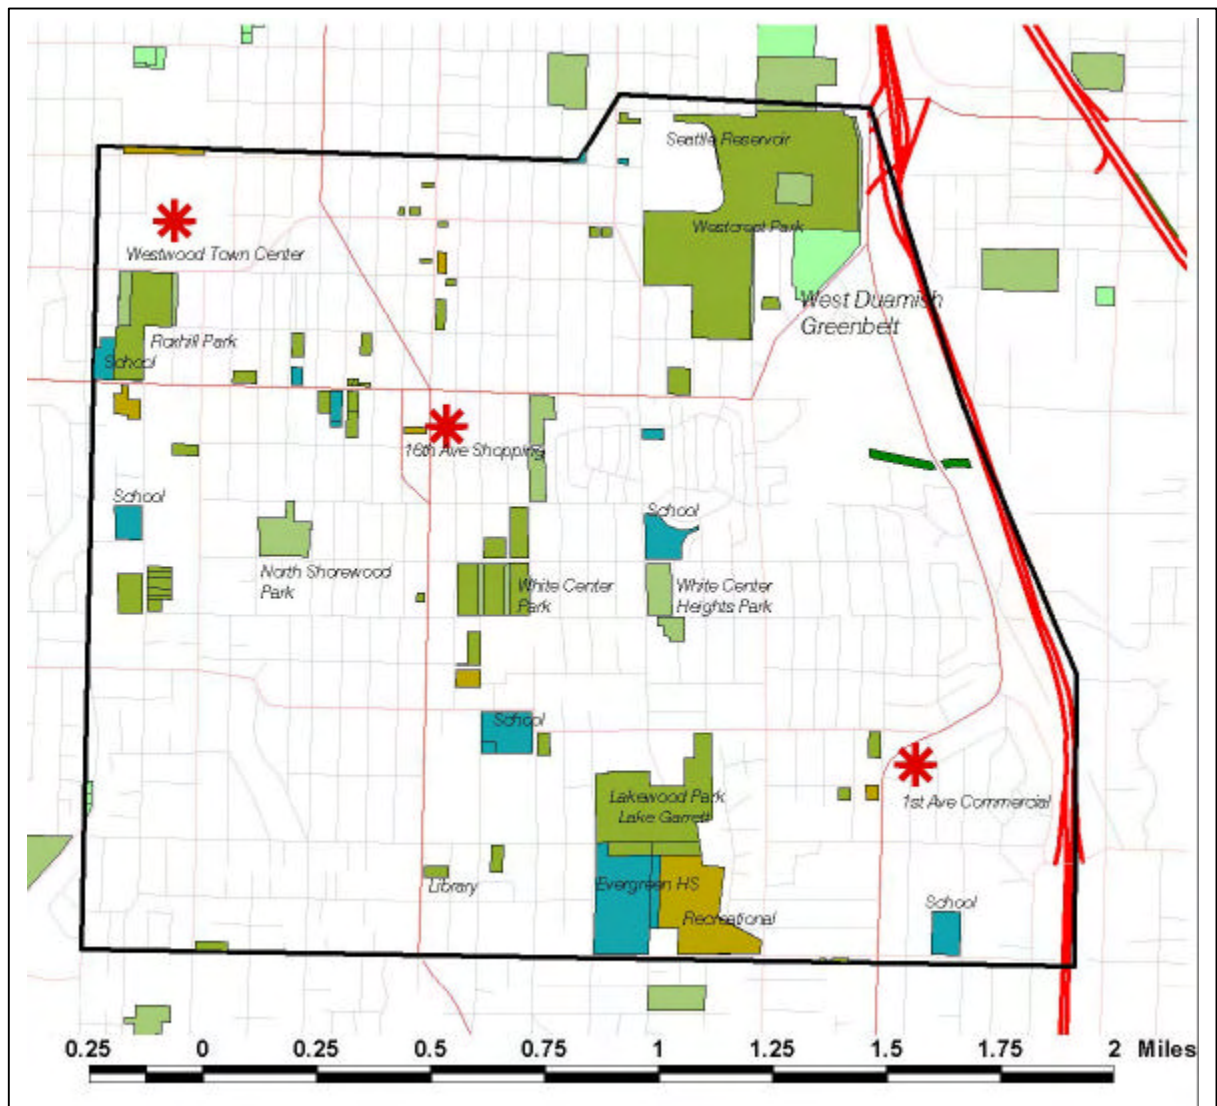 Seattle Reservoir
Westcrest Park
Westwood Town Center
West Duamish
Greenbelt
Roxhill Park
School
16th Ave Shopping
School
School
North Shorewood
Park
White Center
Park
White Center
Heights Park
School
Lakewood Park
Lake Garrett
1st Ave Commercial
Library
Evergreen HS
Recreational
School
0.25 0 0.25 0.5 0.75 1 1.25 1.5 1.75 2 Miles